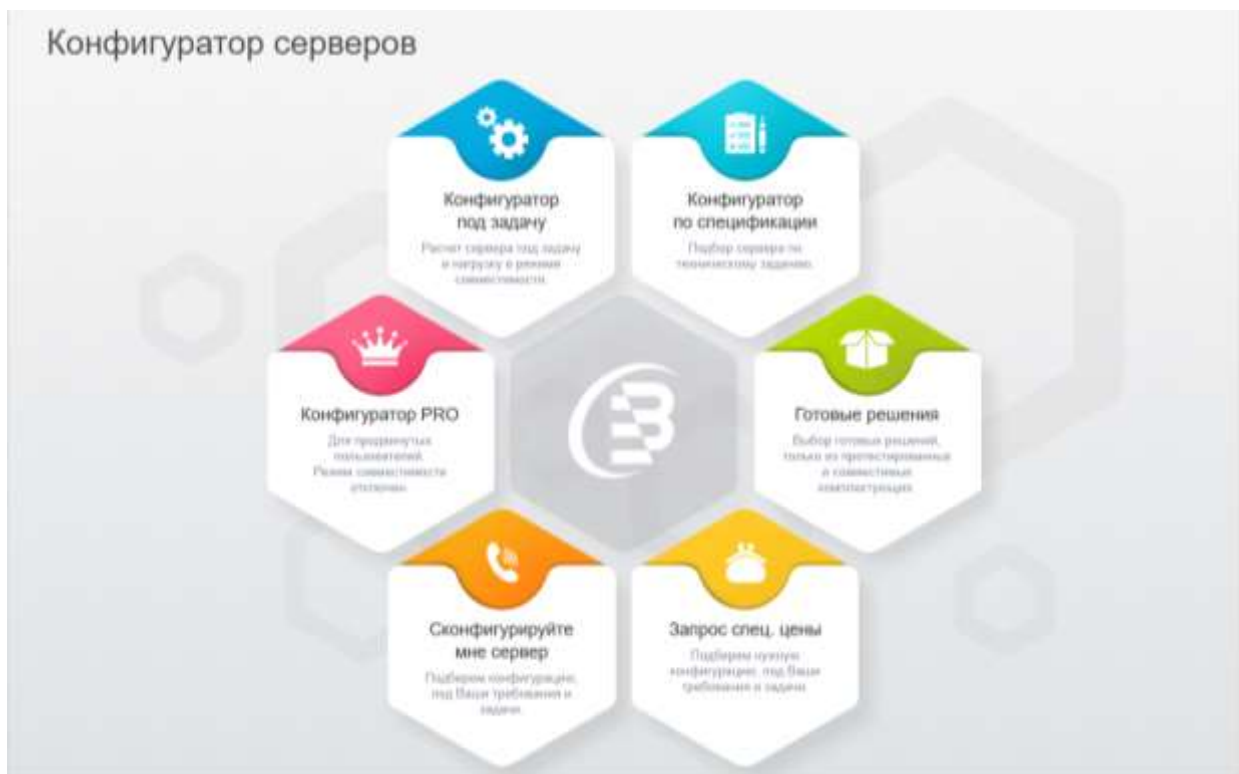 Конфигуратор серверов
Конфигуратор
под задачу
Расчет сервера под задачу
и нагрузку в режиме
совместимости.
Конфигуратор
по спецификации
Подбор сервера по
техническому заданию.
Конфигуратор PRO
Для продвинутых
пользователей.
Режим совместимости
отключен.
Готовые решения
Выбор готовых решений,
только из протестированных
и совместимых
комплектующих
Сконфигурируйте
мне сервер
Подберем конфигурацию,
под Ваши требования и
задачи.
Запрос спец. цены
Подберем нужную
конфигурацию, под Ваши
требования и задачи